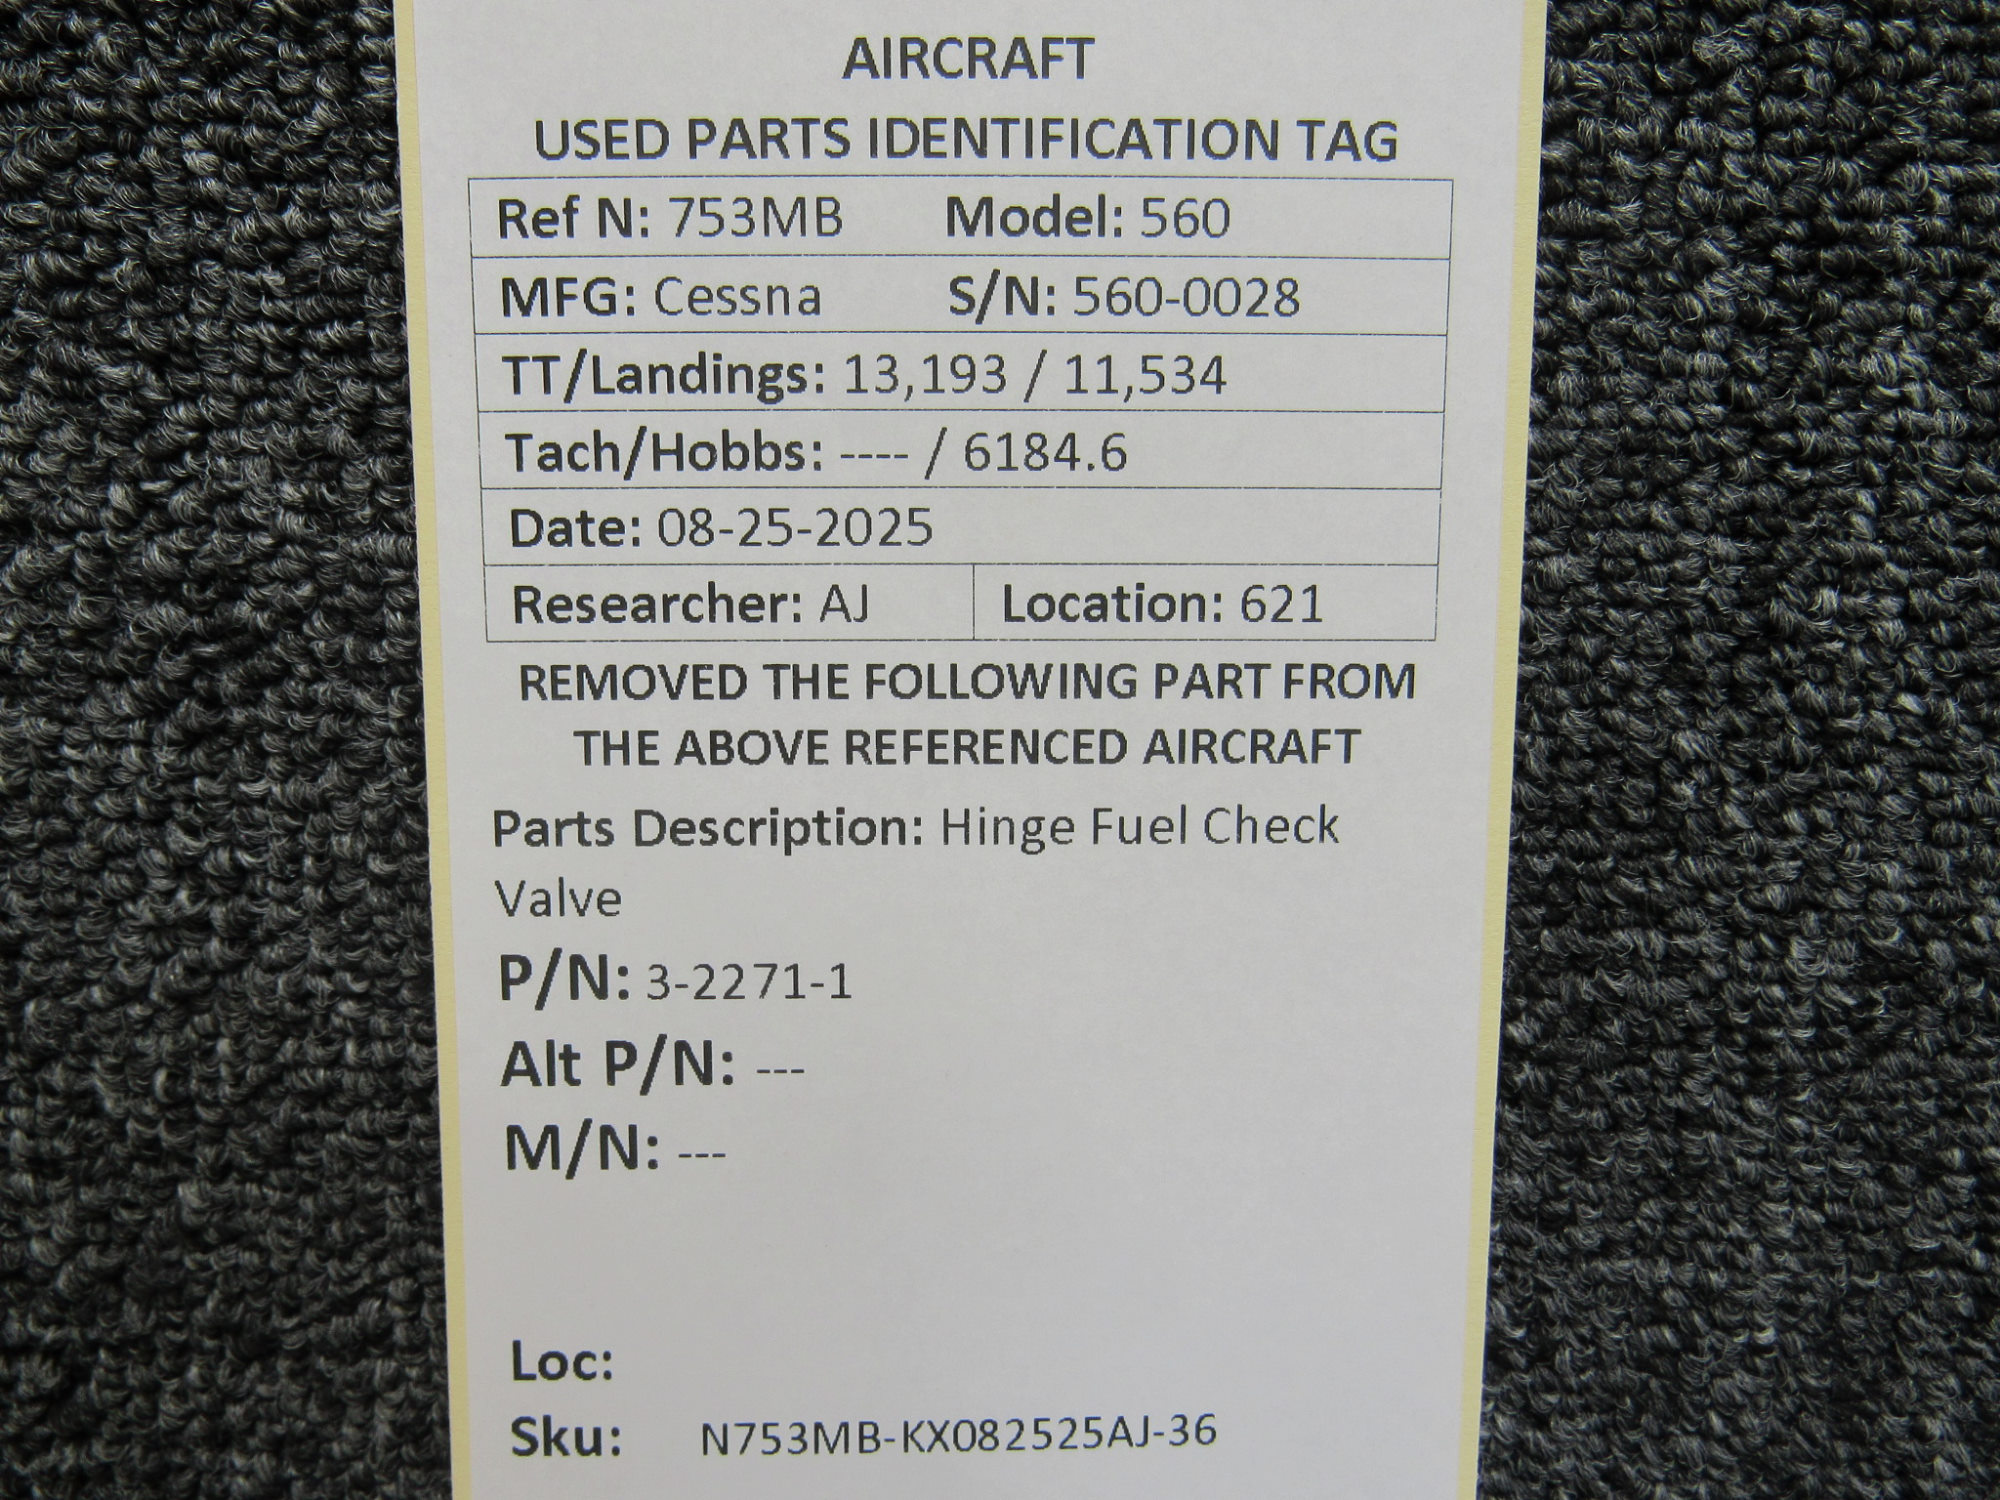 AIRCRAFT
USED PARTS IDENTIFICATION TAG
Ref N: 753MB Model: 560
MFG: Cessna S/N: 560-0028
TT/Landings: 13,193 / 11,534
Tach/Hobbs: ---- / 6184.6
Date: 08-25-2025
Researcher: AJ Location: 621
REMOVED THE FOLLOWING PART FROM
THE ABOVE REFERENCED AIRCRAFT
Parts Description: Hinge Fuel Check
Valve
P/N: 3-2271-1
Alt P/N: ---
M/N: ---
Loc:
Sku: N753MB-KX082525AJ-36